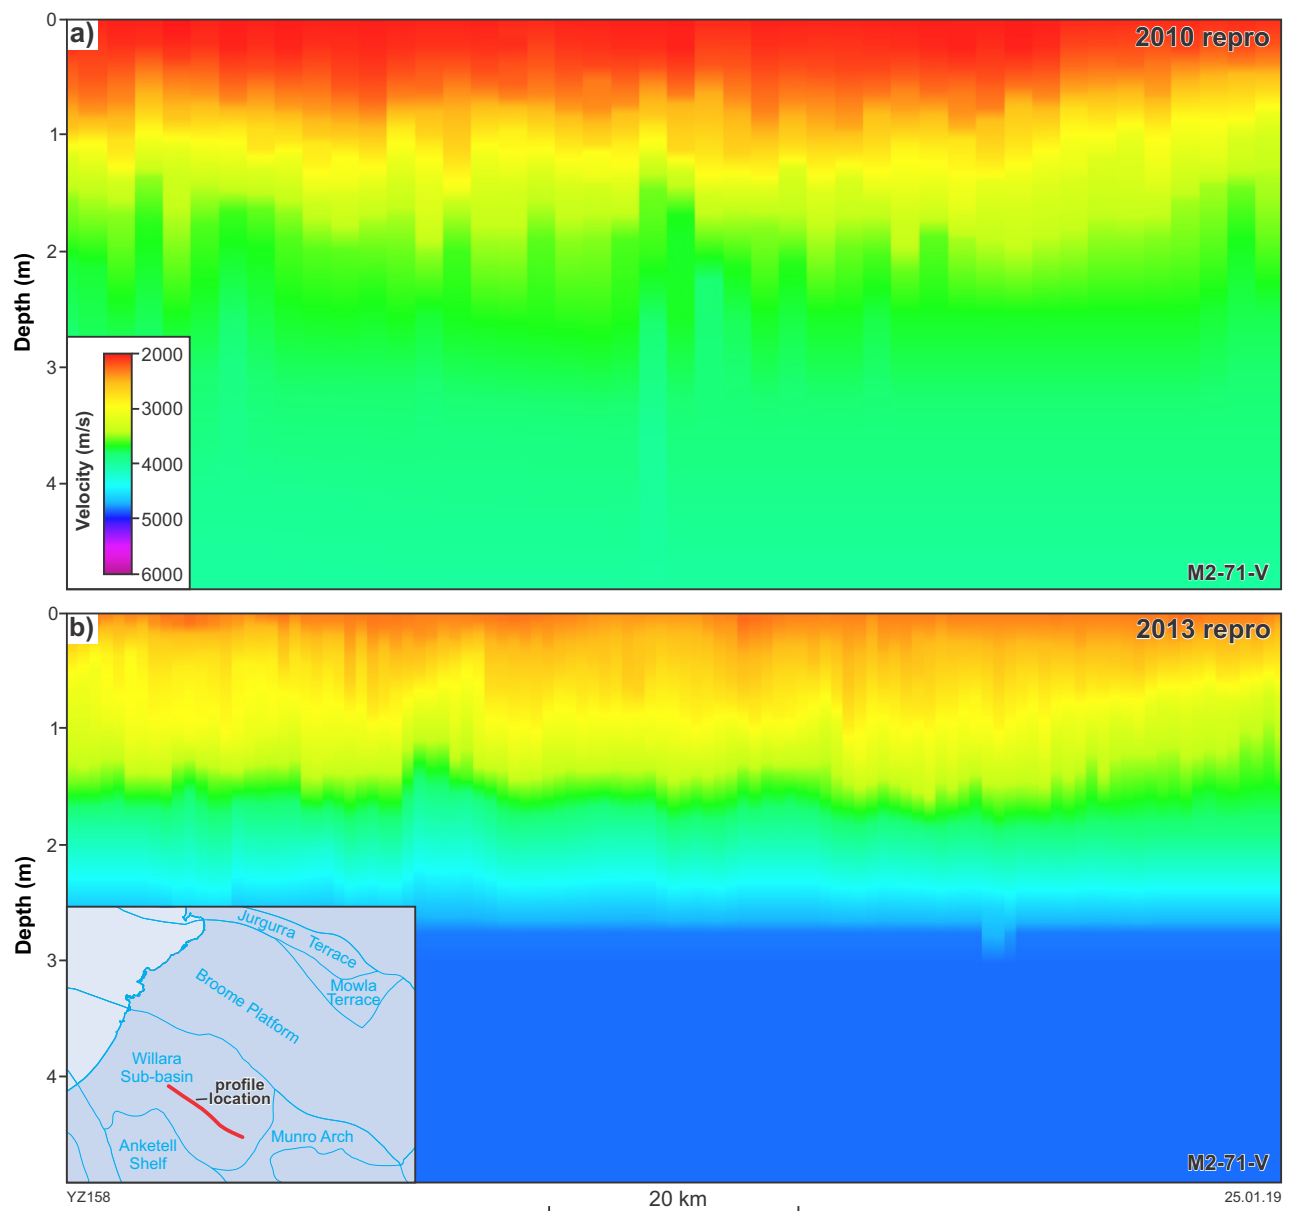 a)
2010 repro
0
1
2
3
4
Depth (m)
Velocity (m/s)
2000
3000
4000
5000
6000
M2-71-V
b)
2013 repro
0
1
2
3
4
Depth (m)
Jurgurra Terrace
Mowla
Terrace
Broome Platform
Willara
Sub-basin
profile
location
Anketell
Shelf
Munro Arch
M2-71-V
YZ158
20 km
25.01.19